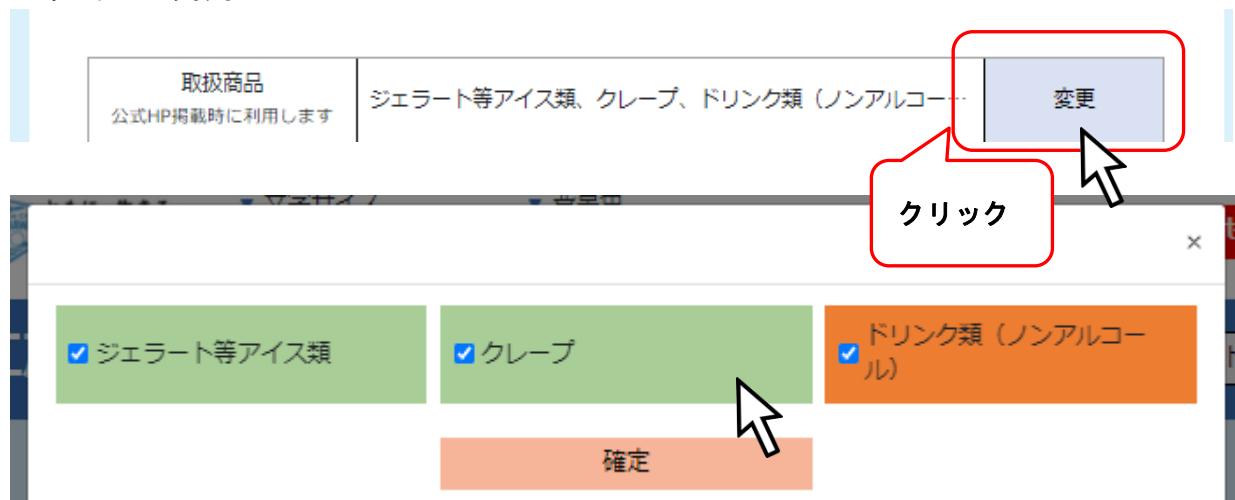 取扱商品
公式HP掲載時に利用します
ジェラート等アイス類、クレープ、ドリンク類（ノンアルコー…
変更
クリック
×
ジェラート等アイス類
クレープ
ドリンク類（ノンアルコー
ル）
確定